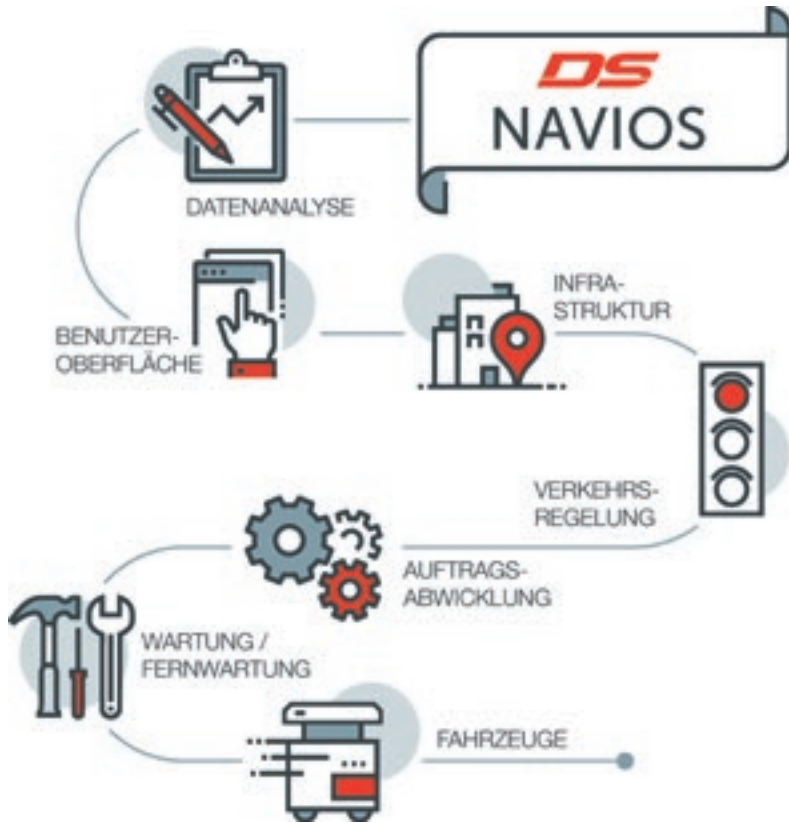 DS
NAVIOS
DATENANALYSE
BENUTZER-
OBERFLÄCHE
INFRA-
STRUKTUR
VERKEHRS-
REGELUNG
AUFTRAGS-
ABWICKLUNG
WARTUNG /
FERNWARTUNG
FAHRZEUGE